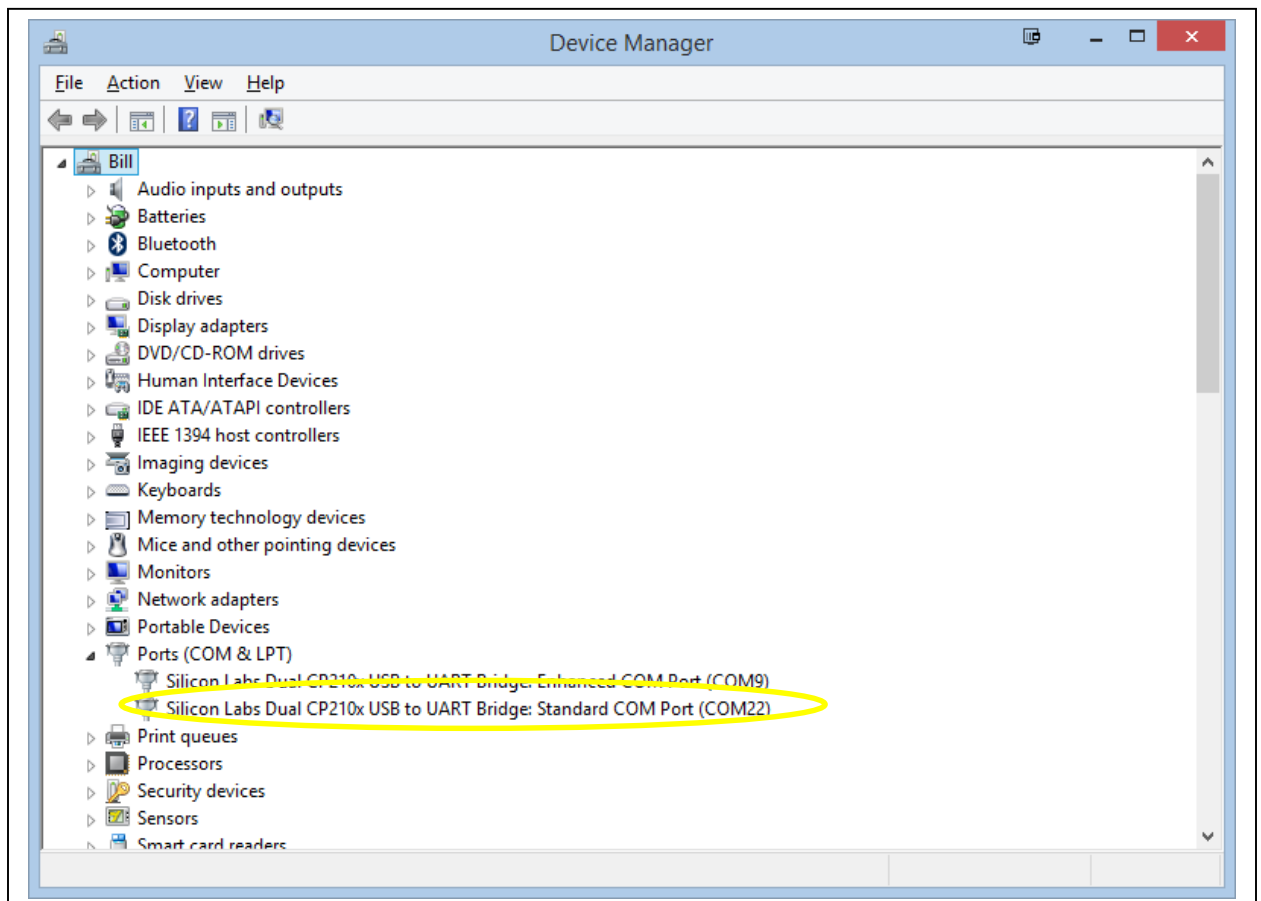 Device Manager
File Action View Help
Bill
Audio inputs and outputs
Batteries
Bluetooth
Computer
Disk drives
Display adapters
DVD/CD-ROM drives
Human Interface Devices
IDE ATA/ATAPI controllers
IEEE 1394 host controllers
Imaging devices
Keyboards
Memory technology devices
Mice and other pointing devices
Monitors
Network adapters
Portable Devices
Ports (COM & LPT)
Silicon Labs Dual CP210x USB to UART Bridge: Enhanced COM Port (COM9)
Silicon Labs Dual CP210x USB to UART Bridge: Standard COM Port (COM22)
Print queues
Processors
Security devices
Sensors
Smart card readers